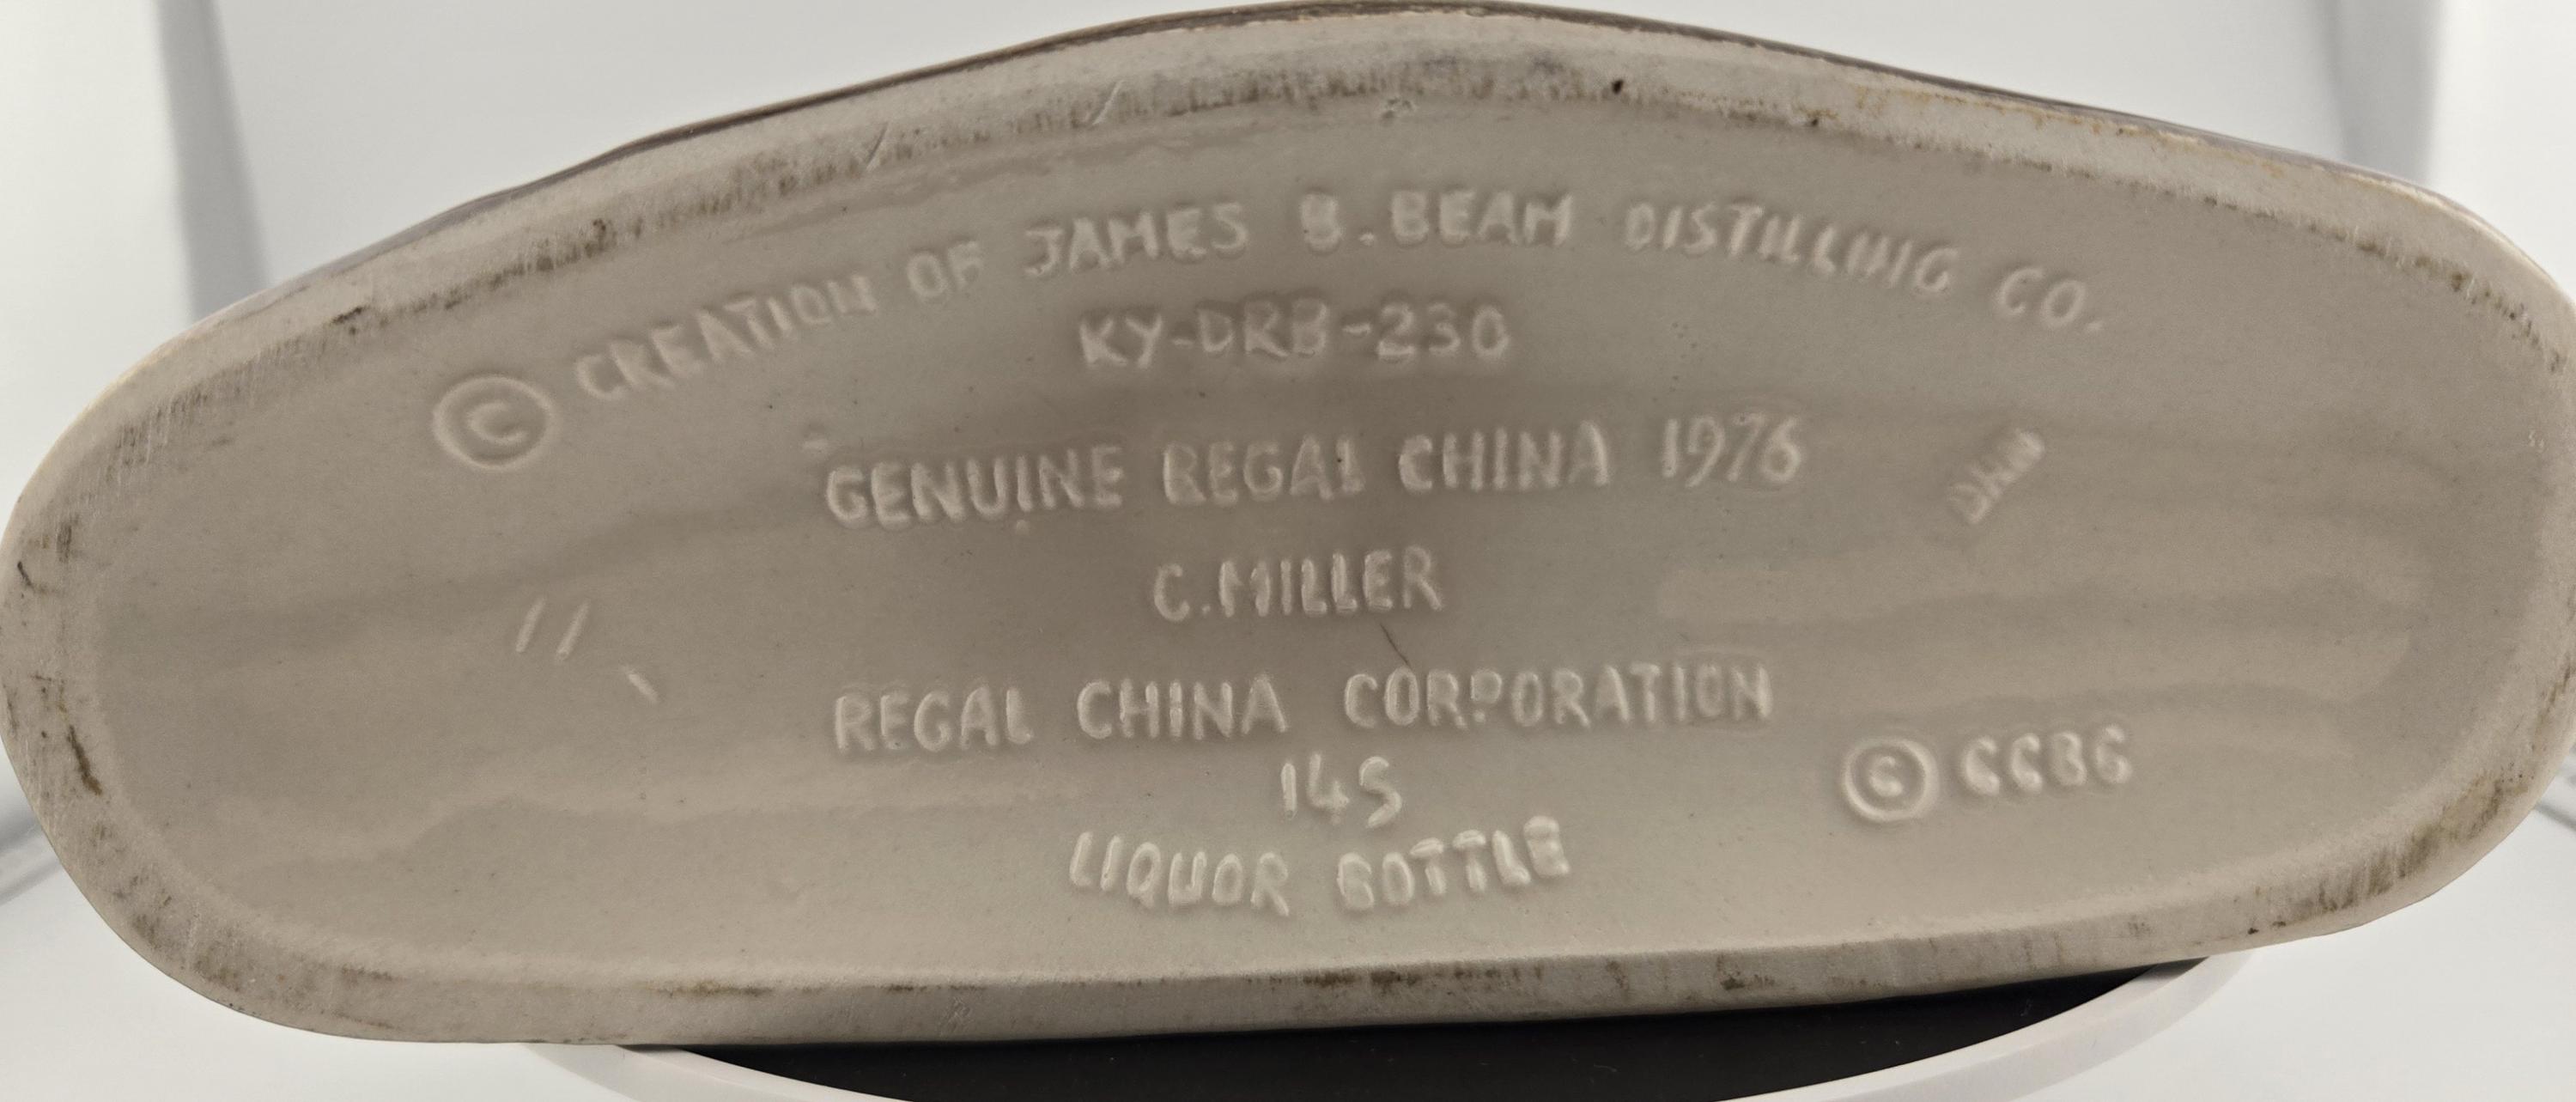 © CREATION OF JAMES B. BEAM DISTILLING CO.
KY-DRB-230
GENUINE REGAL CHINA 1976
C. MILLER
REGAL CHINA CORPORATION
145
LIQUOR BOTTLE